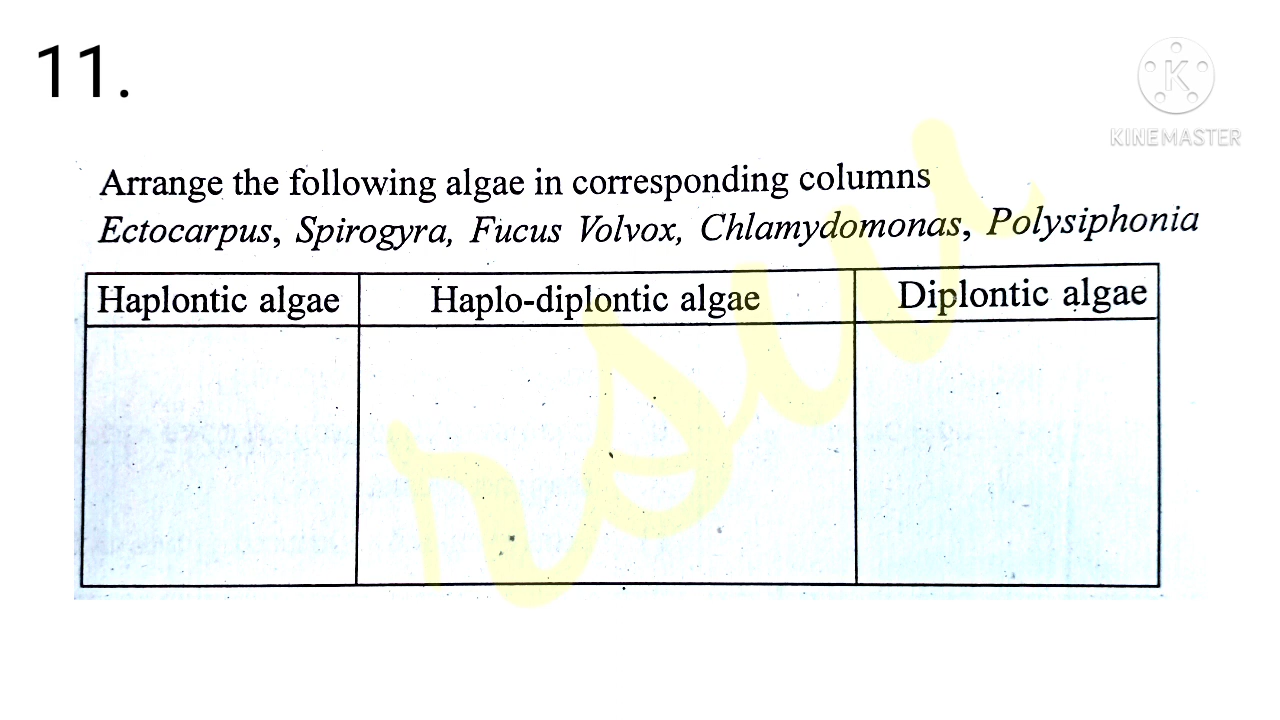 11.
KINEMASTER
Arrange the following algae in corresponding columns
Ectocarpus, Spirogyra, Fucus Volvox, Chlamydomonas, Polysiphonia
Haplontic algae Haplo-diplontic algae Diplontic algae
rsw